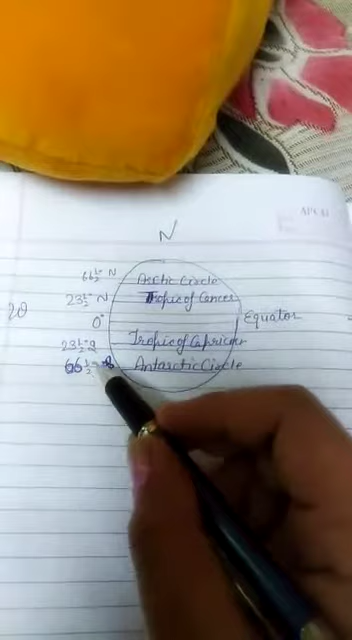 N
66½° N Arctic Circle
23½° N Tropic of Cancer
0° Equator
20
23½° S Tropic of Capricorn
66½° S Antarctic Circle